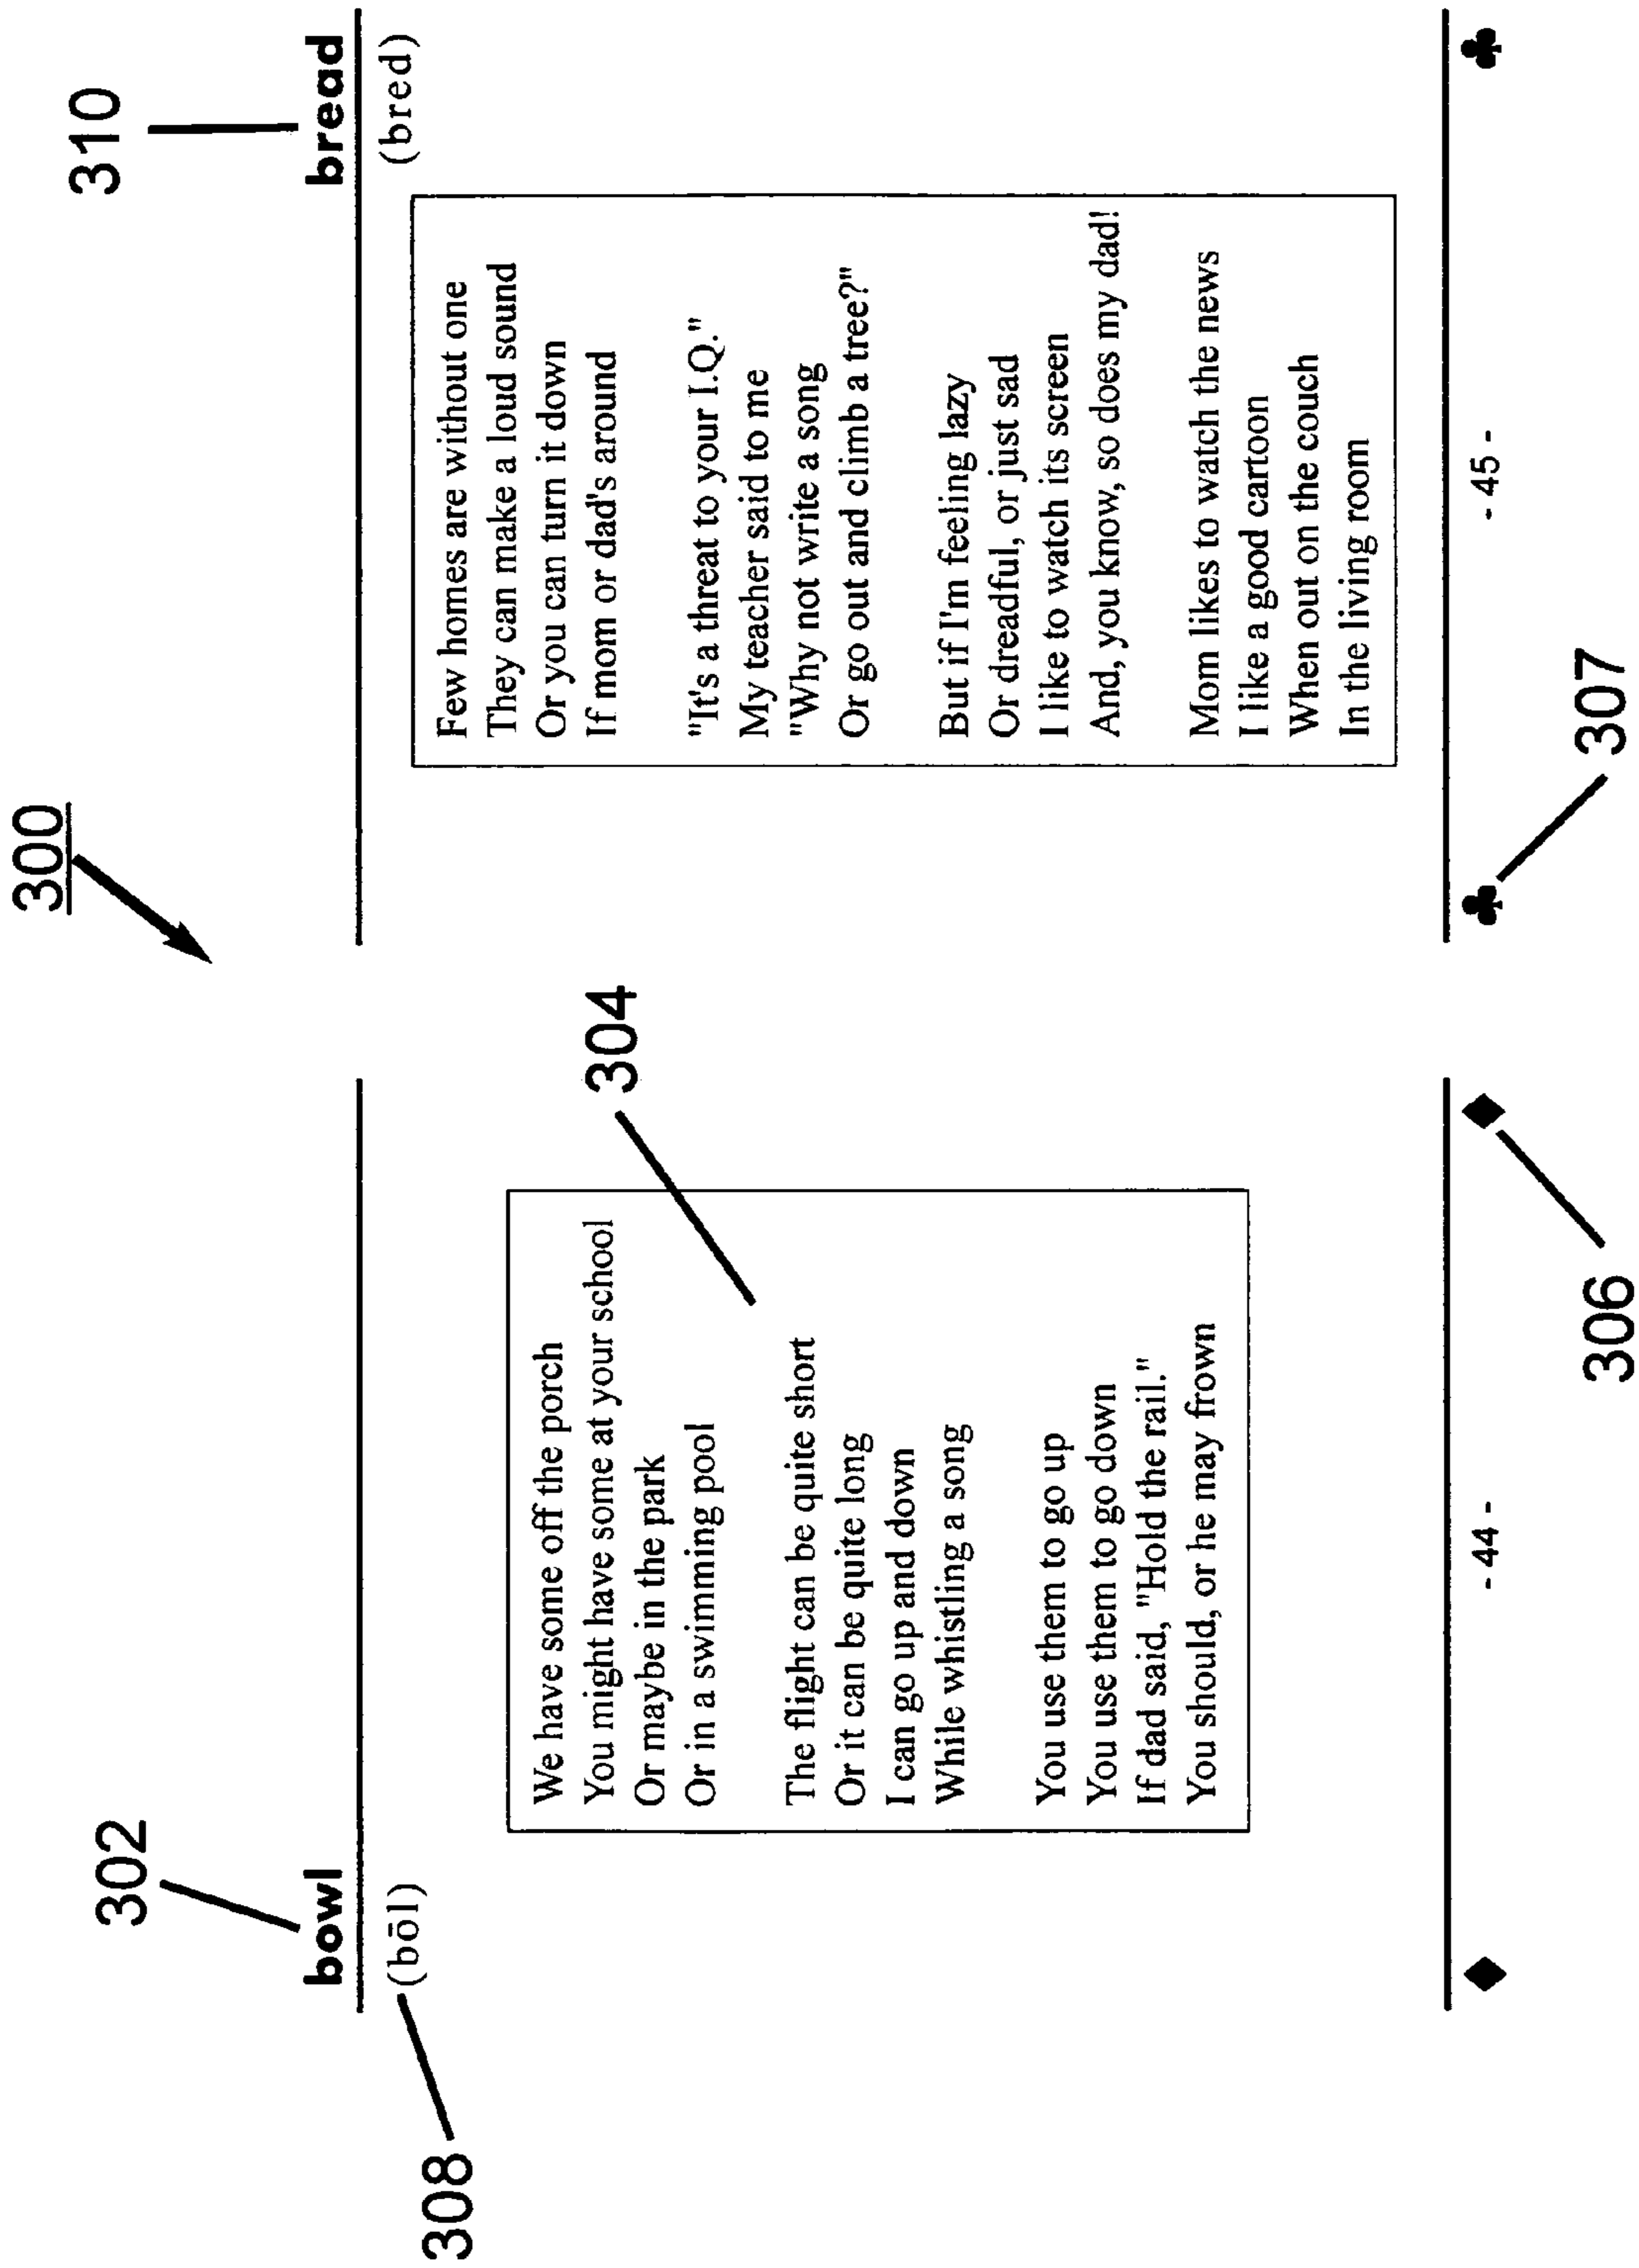 300
302
bowl
308
(bōl)
304
We have some off the porch
You might have some at your school
Or maybe in the park
Or in a swimming pool
The flight can be quite short
Or it can be quite long
I can go up and down
While whistling a song
You use them to go up
You use them to go down
If dad said, "Hold the rail."
You should, or he may frown
♦ - 44 - ♦
306
310
bread
(bred)
Few homes are without one
They can make a loud sound
Or you can turn it down
If mom or dad's around
"It's a threat to your I.Q."
My teacher said to me
"Why not write a song
Or go out and climb a tree?"
But if I'm feeling lazy
Or dreadful, or just sad
I like to watch its screen
And, you know, so does my dad!
Mom likes to watch the news
I like a good cartoon
When out on the couch
In the living room
♣ - 45 - ♣
307